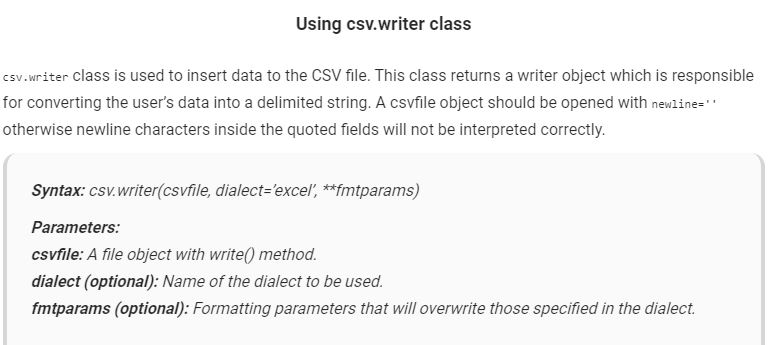 Using csv.writer class
csv.writer class is used to insert data to the CSV file. This class returns a writer object which is responsible
for converting the user’s data into a delimited string. A csvfile object should be opened with newline=''
otherwise newline characters inside the quoted fields will not be interpreted correctly.
Syntax: csv.writer(csvfile, dialect=’excel’, **fmtparams)
Parameters:
csvfile: A file object with write() method.
dialect (optional): Name of the dialect to be used.
fmtparams (optional): Formatting parameters that will overwrite those specified in the dialect.